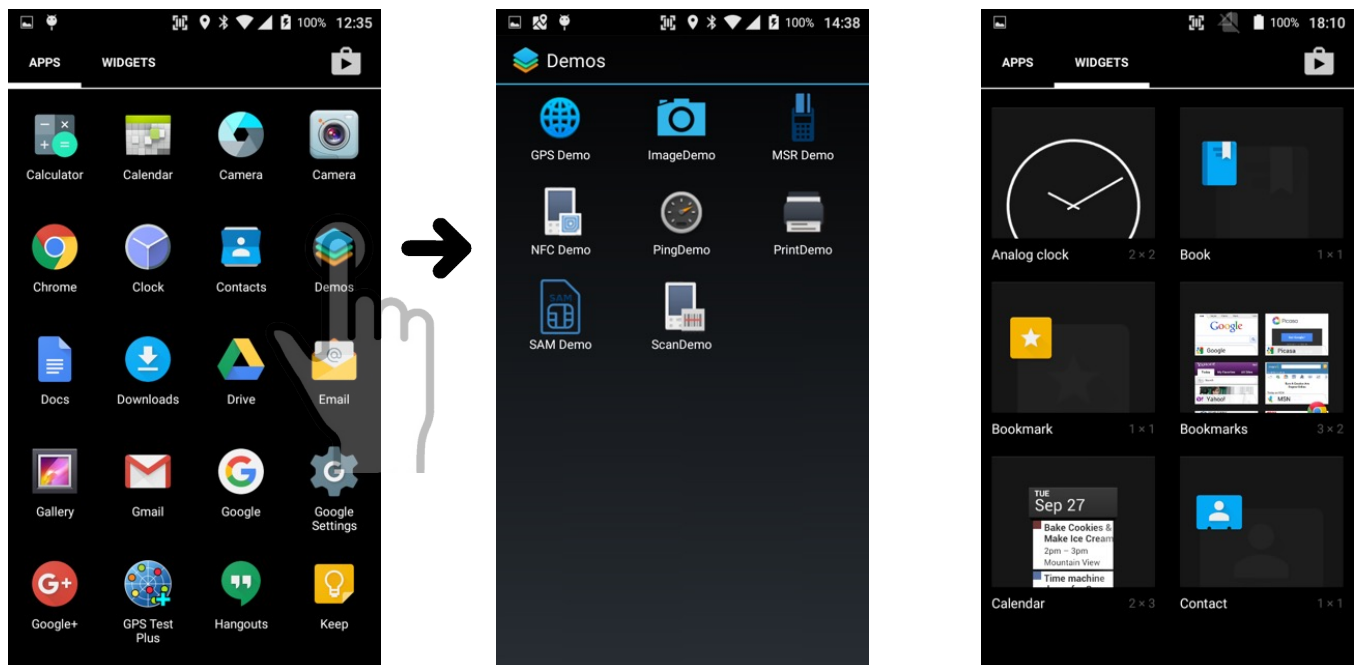 100% 12:35
APPS WIDGETS
Calculator Calendar Camera Camera
Chrome Clock Contacts Demos
Docs Downloads Drive Email
Gallery Gmail Google Google Settings
Google+ GPS Test Plus Hangouts Keep
100% 14:38
Demos
GPS Demo ImageDemo MSR Demo
NFC Demo PingDemo PrintDemo
SAM
SAM Demo ScanDemo
100% 18:10
APPS WIDGETS
Analog clock 2 × 2 Book 1 × 1
Google Picasa
Google Picasa
Yahoo! MSN
Bookmark 1 × 1 Bookmarks 3 × 2
TUE
Sep 27
Bake Cookies &
Make Ice Cream
2pm – 3pm
Mountain View
Time machine
Calendar 2 × 3 Contact 1 × 1